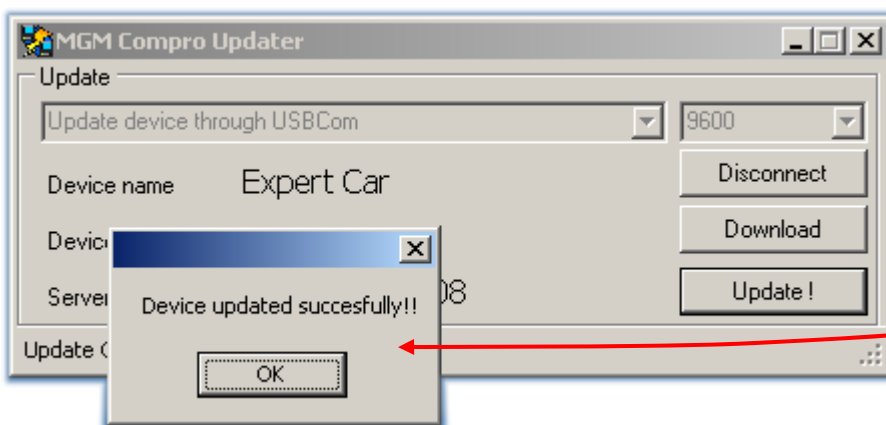 MGM Compro Updater
Update
Update device through USBCom
9600
Device name Expert Car
Disconnect
Download
Update !
Device updated succesfully!!
OK
Update